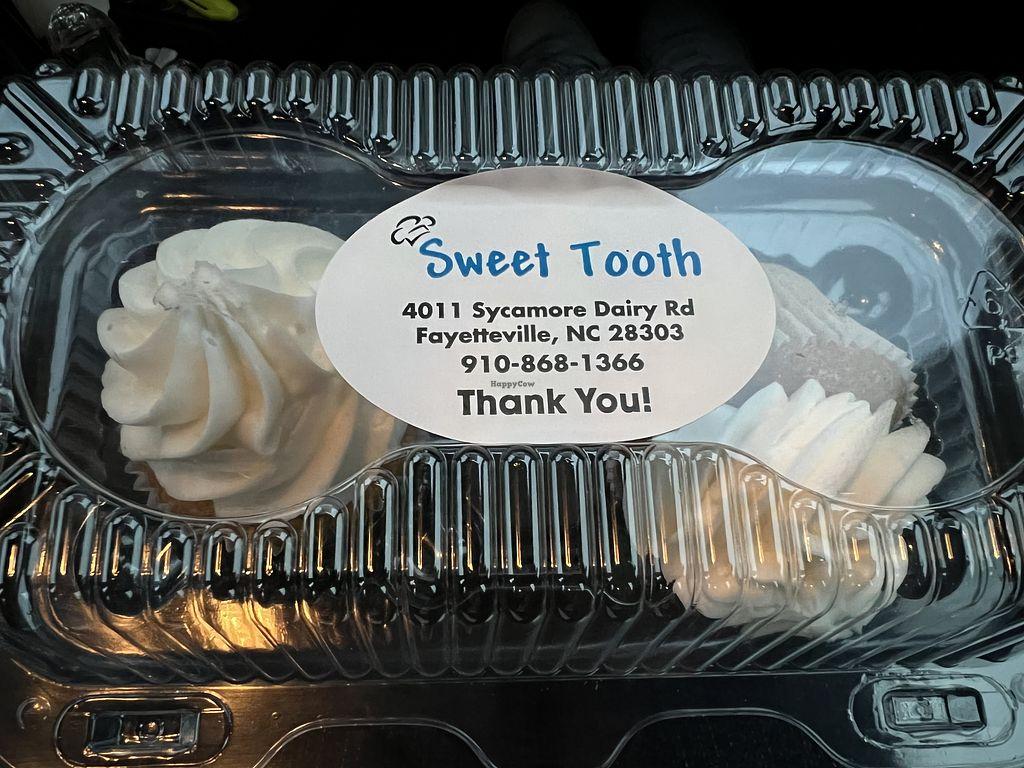 Sweet Tooth
4011 Sycamore Dairy Rd
Fayetteville, NC 28303
910-868-1366
HappyCow
Thank You!